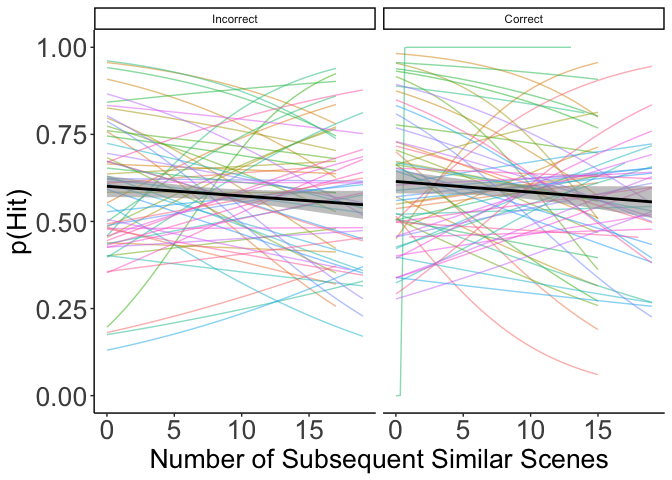 Incorrect
Correct
p(Hit)
1.00
0.75
0.50
0.25
0.00
0 5 10 15 0 5 10 15
Number of Subsequent Similar Scenes